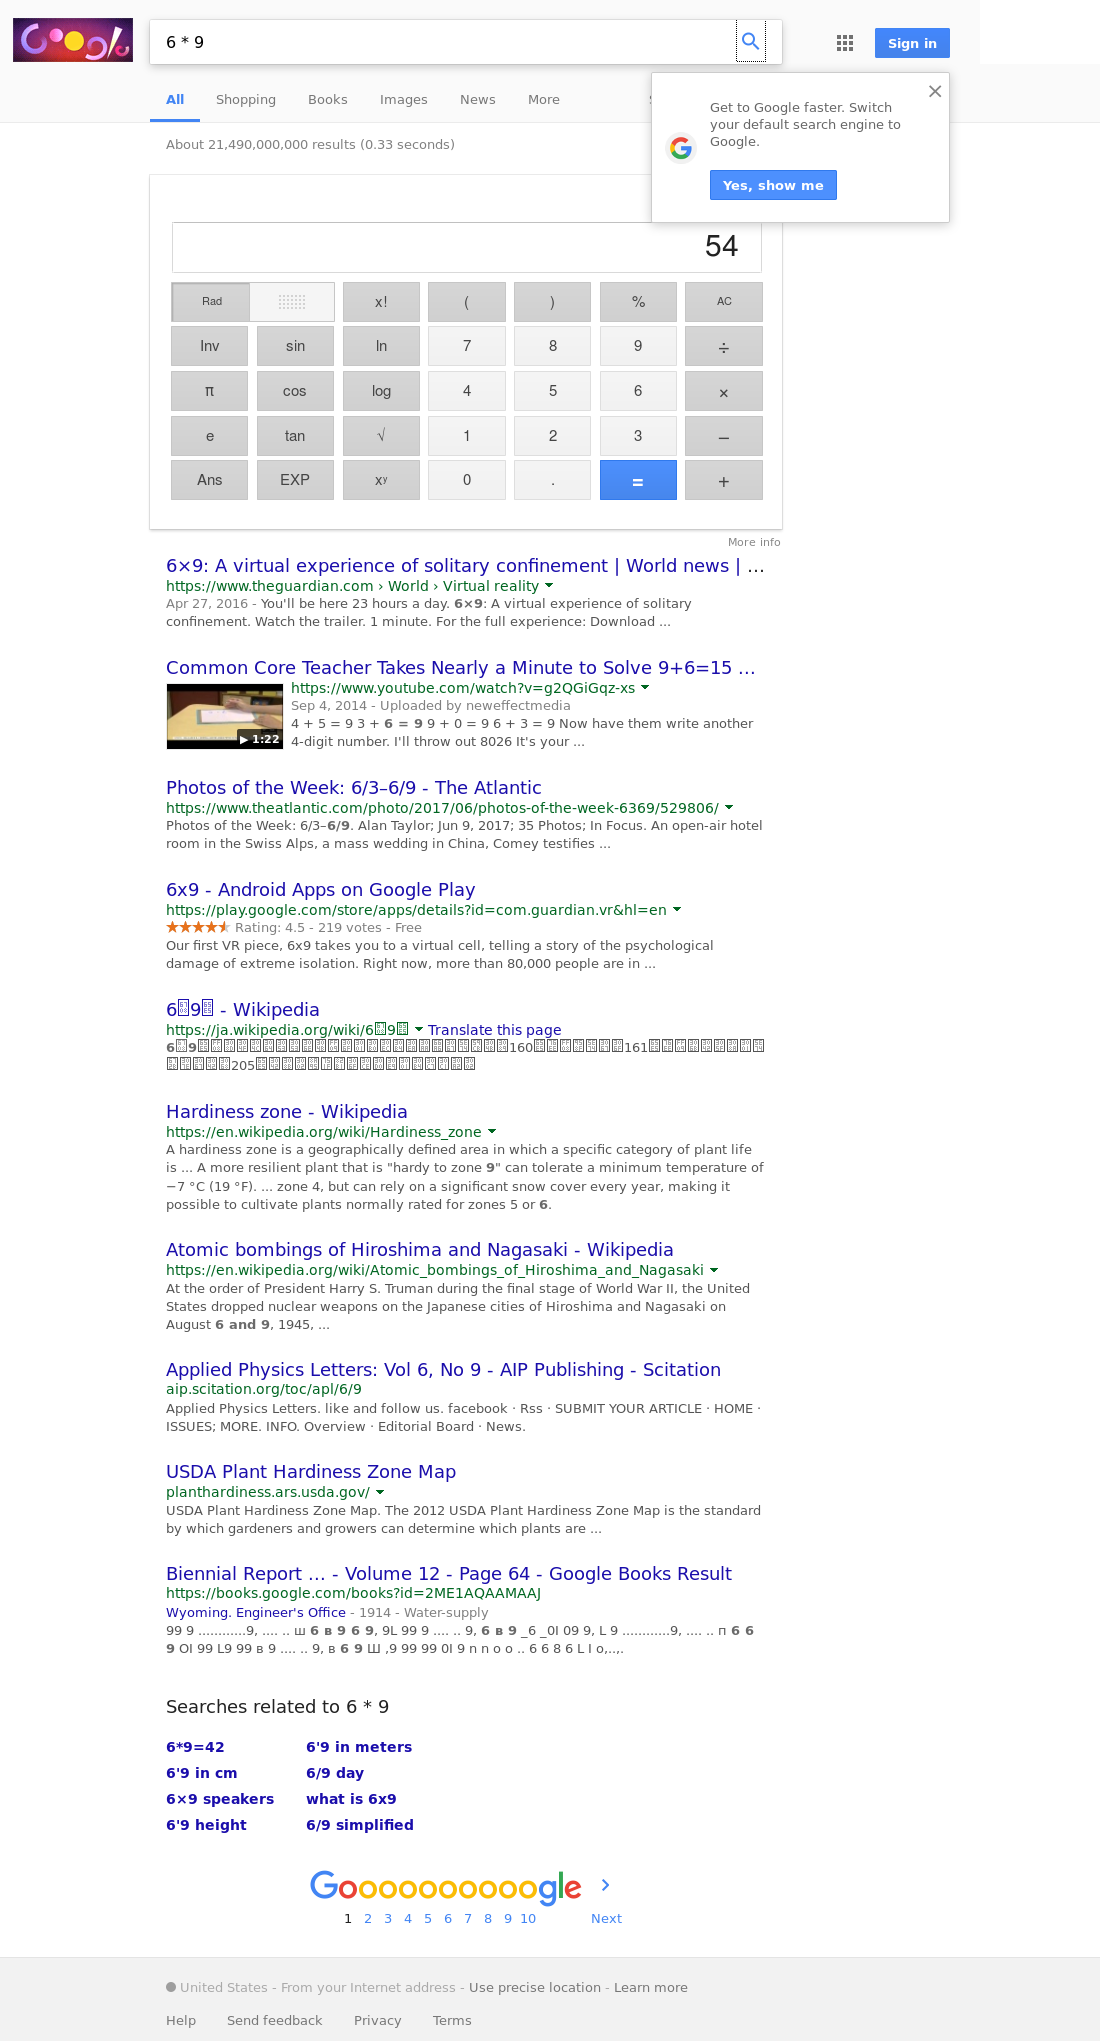 6 * 9
Sign in
All Shopping Books Images News More
Get to Google faster. Switch
your default search engine to
Google.
Yes, show me
About 21,490,000,000 results (0.33 seconds)
54
Rad x! ( ) % AC
Inv sin ln 7 8 9 ÷
π cos log 4 5 6 ×
e tan √ 1 2 3 −
Ans EXP xʸ 0 . = +
More info
6×9: A virtual experience of solitary confinement | World news | ...
https://www.theguardian.com › World › Virtual reality
Apr 27, 2016 - You'll be here 23 hours a day. 6×9: A virtual experience of solitary
confinement. Watch the trailer. 1 minute. For the full experience: Download ...
Common Core Teacher Takes Nearly a Minute to Solve 9+6=15 ...
https://www.youtube.com/watch?v=g2QGiGqz-xs
Sep 4, 2014 - Uploaded by neweffectmedia
4 + 5 = 9 3 + 6 = 9 9 + 0 = 9 6 + 3 = 9 Now have them write another
4-digit number. I'll throw out 8026 It's your ...
1:22
Photos of the Week: 6/3–6/9 - The Atlantic
https://www.theatlantic.com/photo/2017/06/photos-of-the-week-6369/529806/
Photos of the Week: 6/3–6/9. Alan Taylor; Jun 9, 2017; 35 Photos; In Focus. An open-air hotel
room in the Swiss Alps, a mass wedding in China, Comey testifies ...
6x9 - Android Apps on Google Play
https://play.google.com/store/apps/details?id=com.guardian.vr&hl=en
Rating: 4.5 - 219 votes - Free
Our first VR piece, 6x9 takes you to a virtual cell, telling a story of the psychological
damage of extreme isolation. Right now, more than 80,000 people are in ...
6 9 - Wikipedia
https://ja.wikipedia.org/wiki/6 9 Translate this page
6 9 160 161
205
Hardiness zone - Wikipedia
https://en.wikipedia.org/wiki/Hardiness_zone
A hardiness zone is a geographically defined area in which a specific category of plant life
is ... A more resilient plant that is "hardy to zone 9" can tolerate a minimum temperature of
−7 °C (19 °F). ... zone 4, but can rely on a significant snow cover every year, making it
possible to cultivate plants normally rated for zones 5 or 6.
Atomic bombings of Hiroshima and Nagasaki - Wikipedia
https://en.wikipedia.org/wiki/Atomic_bombings_of_Hiroshima_and_Nagasaki
At the order of President Harry S. Truman during the final stage of World War II, the United
States dropped nuclear weapons on the Japanese cities of Hiroshima and Nagasaki on
August 6 and 9, 1945, ...
Applied Physics Letters: Vol 6, No 9 - AIP Publishing - Scitation
aip.scitation.org/toc/apl/6/9
Applied Physics Letters. like and follow us. facebook · Rss · SUBMIT YOUR ARTICLE · HOME ·
ISSUES; MORE. INFO. Overview · Editorial Board · News.
USDA Plant Hardiness Zone Map
planthardiness.ars.usda.gov/
USDA Plant Hardiness Zone Map. The 2012 USDA Plant Hardiness Zone Map is the standard
by which gardeners and growers can determine which plants are ...
Biennial Report ... - Volume 12 - Page 64 - Google Books Result
https://books.google.com/books?id=2ME1AQAAMAAJ
Wyoming. Engineer's Office - 1914 - Water-supply
99 9 ............9, .... .. ш 6 в 9 6 9, 9L 99 9 .... .. 9, 6 в 9 _6 _0I 09 9, L 9 ............9, .... .. п 6 6
9 OI 99 L9 99 в 9 .... .. 9, в 6 9 Ш ,9 99 99 0I 9 n n o o .. 6 6 8 6 L I o,..,.
Searches related to 6 * 9
6*9=42 6'9 in meters
6'9 in cm 6/9 day
6×9 speakers what is 6x9
6'9 height 6/9 simplified
Goooooooooogle
1 2 3 4 5 6 7 8 9 10 Next
United States - From your Internet address - Use precise location - Learn more
Help Send feedback Privacy Terms